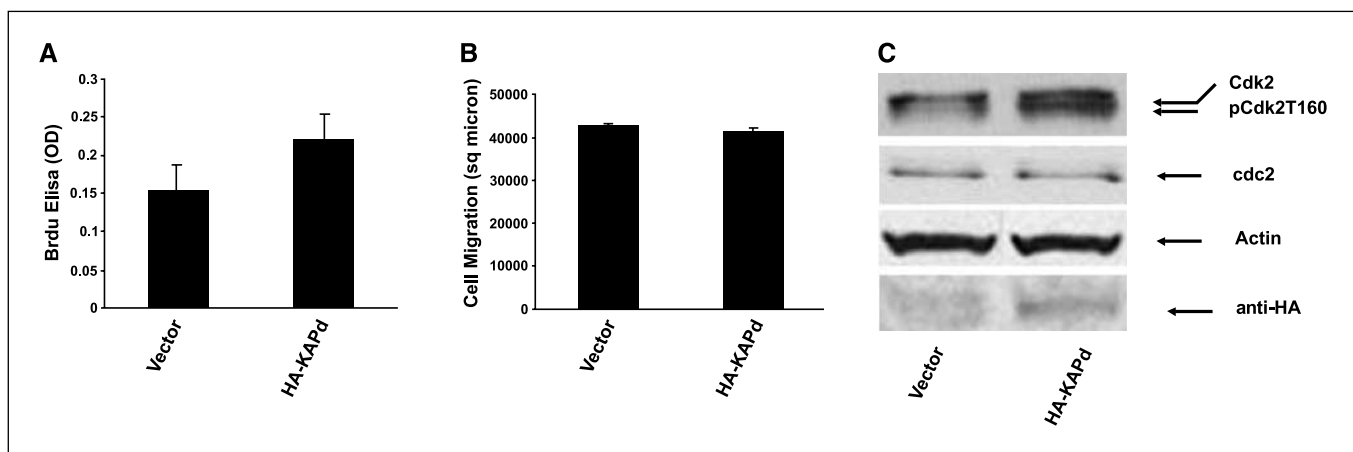 A
Brdu Elisa (OD)
0.3
0.25
0.2
0.15
0.1
0.05
0
Vector
HA-KAPd
B
Cell Migration (sq micron)
50000
40000
30000
20000
10000
0
Vector
HA-KAPd
C
Cdk2
pCdk2T160
cdc2
Actin
anti-HA
Vector
HA-KAPd